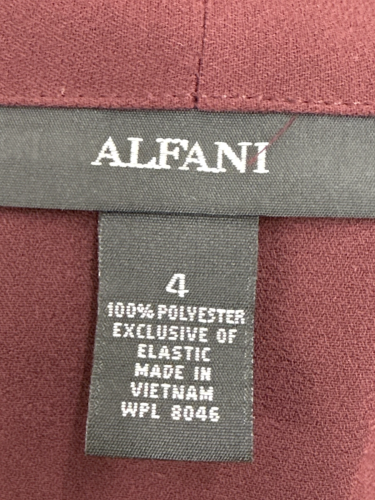 ALFANI
4
100% POLYESTER
EXCLUSIVE OF
ELASTIC
MADE IN
VIETNAM
WPL 8046